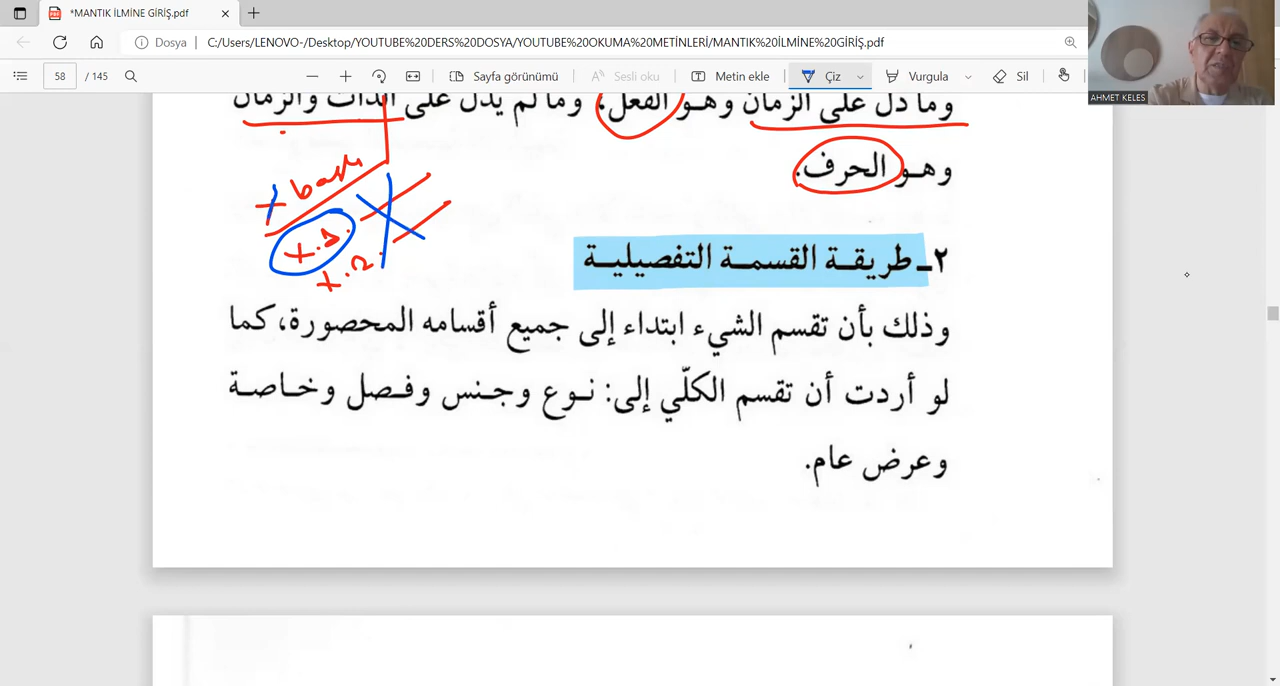 *MANTIK İLMİNE GİRİŞ.pdf
Dosya C:/Users/LENOVO-/Desktop/YOUTUBE%20DERS%20DOSYA/YOUTUBE%20OKUMA%20METİNLERİ/MANTIK%20İLMİNE%20GİRİŞ.pdf
58 / 145 Sayfa görünümü Sesli oku Metin ekle Çiz Vurgula Sil
AHMET KELES
وما دل على الزمان وهو الفعل، وما لم يدل على الذات والزمان
وهو الحرف.
٢ـ طريقة القسمة التفصيلية
وذلك بأن تقسم الشيء ابتداء إلى جميع أقسامه المحصورة، كما
لو أردت أن تقسم الكلّي إلى: نوع وجنس وفصل وخاصة
وعرض عام.